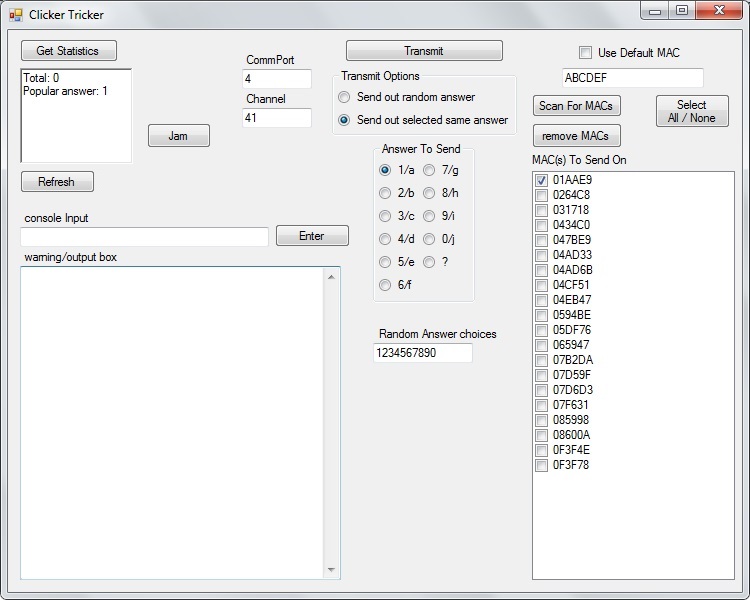 Clicker Tricker
Get Statistics
Total: 0
Popular answer: 1
Jam
Refresh
CommPort
4
Channel
41
Transmit
Transmit Options
Send out random answer
Send out selected same answer
Answer To Send
1/a 7/g
2/b 8/h
3/c 9/i
4/d 0/j
5/e ?
6/f
Random Answer choices
1234567890
console Input
Enter
warning/output box
Use Default MAC
ABCDEF
Scan For MACs
Select
All / None
remove MACs
MAC(s) To Send On
01AAE9
0264C8
031718
0434C0
047BE9
04AD33
04AD6B
04CF51
04EB47
0594BE
05DF76
065947
07B2DA
07D59F
07D6D3
07F631
085998
08600A
0F3F4E
0F3F78